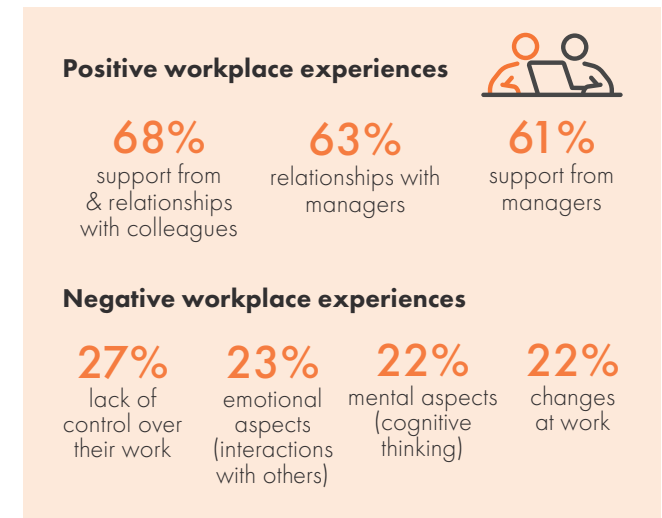 Positive workplace experiences
68%
support from
& relationships
with colleagues
63%
relationships with
managers
61%
support from
managers
Negative workplace experiences
27%
lack of
control over
their work
23%
emotional
aspects
(interactions
with others)
22%
mental aspects
(cognitive
thinking)
22%
changes
at work